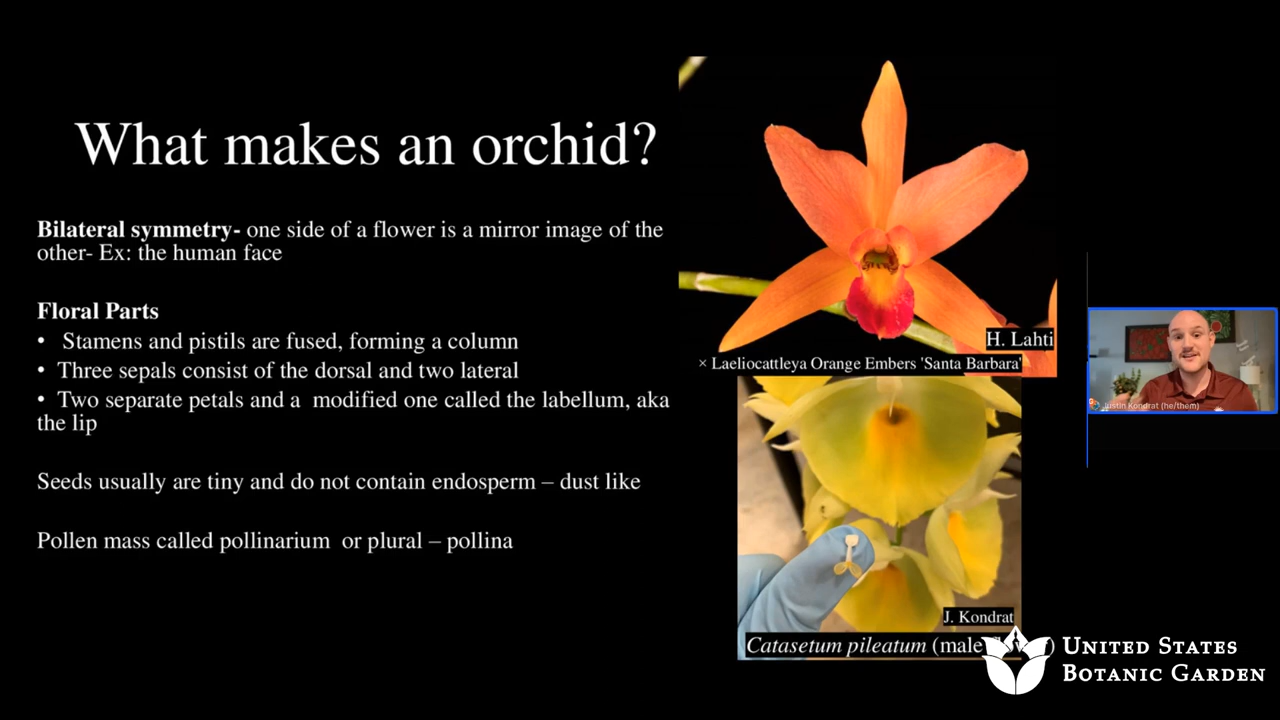 What makes an orchid?
Bilateral symmetry- one side of a flower is a mirror image of the
other- Ex: the human face
Floral Parts
• Stamens and pistils are fused, forming a column
• Three sepals consist of the dorsal and two lateral
• Two separate petals and a modified one called the labellum, aka
the lip
Seeds usually are tiny and do not contain endosperm – dust like
Pollen mass called pollinarium or plural – pollina
H. Lahti
× Laeliocattleya Orange Embers 'Santa Barbara'
J. Kondrat
Catasetum pileatum (male
Justin Kondrat (he/them)
UNITED STATES
BOTANIC GARDEN